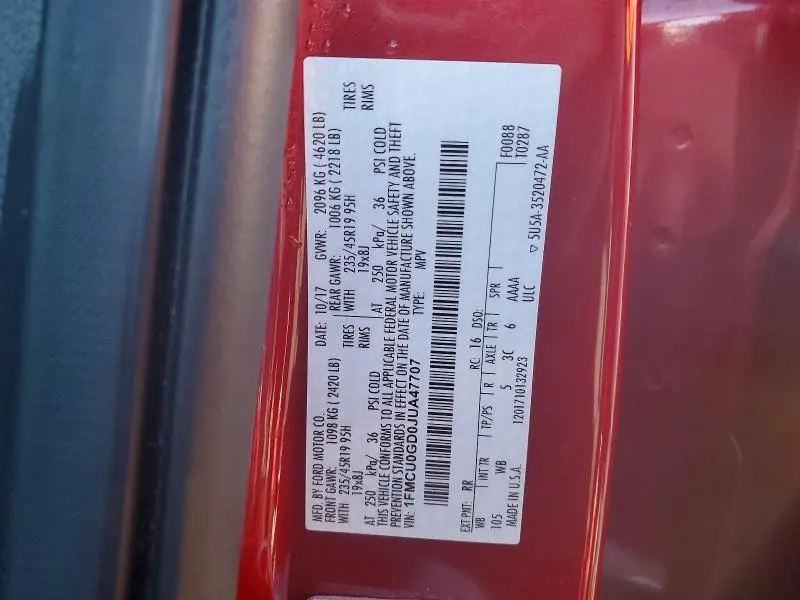 MFD. BY FORD MOTOR CO. DATE: 10/17 GVWR: 2096 KG ( 4620 LB)
FRONT GAWR: 1098 KG ( 2420 LB) REAR GAWR: 1006 KG ( 2218 LB)
WITH 235/45R19 95H TIRES WITH 235/45R19 95H TIRES
19x8J RIMS 19x8J RIMS
AT 250 kPa/ 36 PSI COLD AT 250 kPa/ 36 PSI COLD
THIS VEHICLE CONFORMS TO ALL APPLICABLE FEDERAL MOTOR VEHICLE SAFETY AND THEFT
PREVENTION STANDARDS IN EFFECT ON THE DATE OF MANUFACTURE SHOWN ABOVE.
VIN: 1FMCU0GD0JUA47707 TYPE: MPV
EXT PNT: RR RC: 16 DSO: F0088
WB INT TR TP/PS R AXLE TR SPR T0287
T05 WB 5 3C 6 AAAA
MADE IN U.S.A. 1201710132923 ULC ▽ 5U5A-3520472-AA